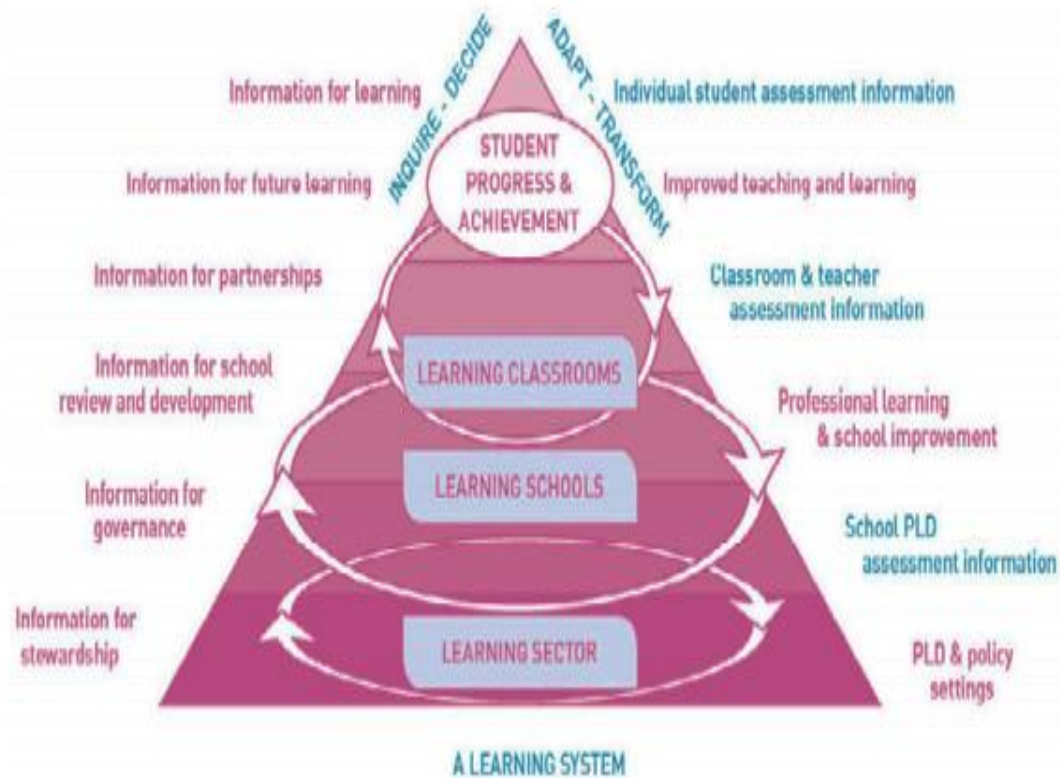 INQUIRE - DECIDE
ADAPT - TRANSFORM
Information for learning
Individual student assessment information
STUDENT
PROGRESS &
ACHIEVEMENT
Information for future learning
Improved teaching and learning
Information for partnerships
Classroom & teacher
assessment information
LEARNING CLASSROOMS
Information for school
review and development
Professional learning
& school improvement
LEARNING SCHOOLS
Information for
governance
School PLD
assessment information
Information for
stewardship
LEARNING SECTOR
PLD & policy
settings
A LEARNING SYSTEM